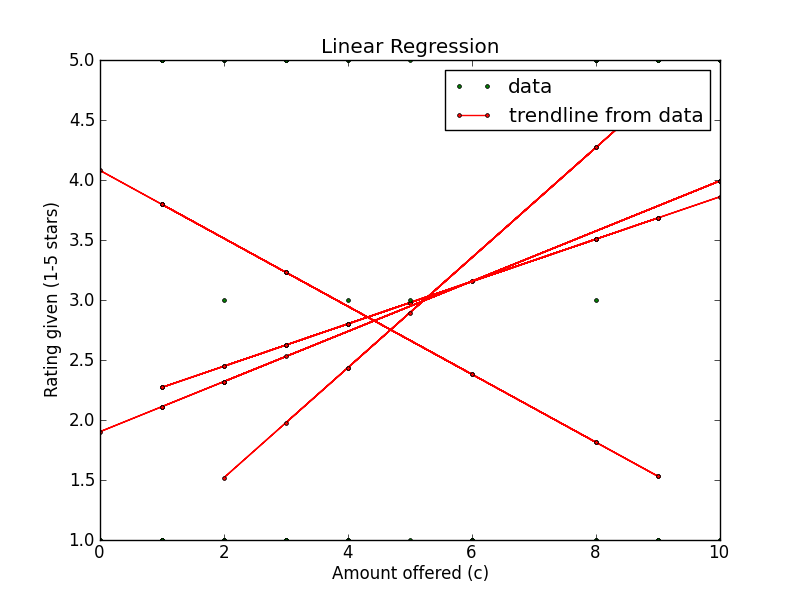 Linear Regression
data
trendline from data
Rating given (1-5 stars)
5.0
4.5
4.0
3.5
3.0
2.5
2.0
1.5
1.0
0 2 4 6 8 10
Amount offered (c)